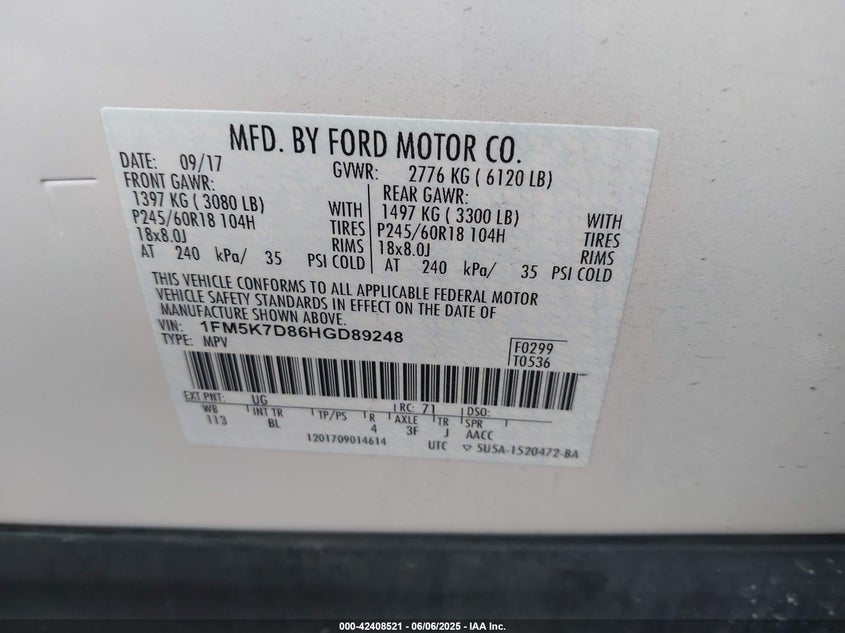 MFD. BY FORD MOTOR CO.
DATE: 09/17 GVWR: 2776 KG ( 6120 LB)
FRONT GAWR: REAR GAWR:
1397 KG ( 3080 LB) WITH 1497 KG ( 3300 LB) WITH
P245/60R18 104H TIRES P245/60R18 104H TIRES
18x8.0J RIMS 18x8.0J RIMS
AT 240 kPa/ 35 PSI COLD AT 240 kPa/ 35 PSI COLD
THIS VEHICLE CONFORMS TO ALL APPLICABLE FEDERAL MOTOR
VEHICLE SAFETY STANDARDS IN EFFECT ON THE DATE OF
MANUFACTURE SHOWN ABOVE.
VIN: 1FM5K7D86HGD89248
TYPE: MPV
F0299
T0536
EXT PNT: UG RC: 71 DSO:
WB INT TR TP/PS R AXLE TR SPR
113 BL 4 3F J AACC
1201709014614 UTC ▽ 5U5A-1520472-BA
000-42408521 | 06/06/2025 - IAA Inc.